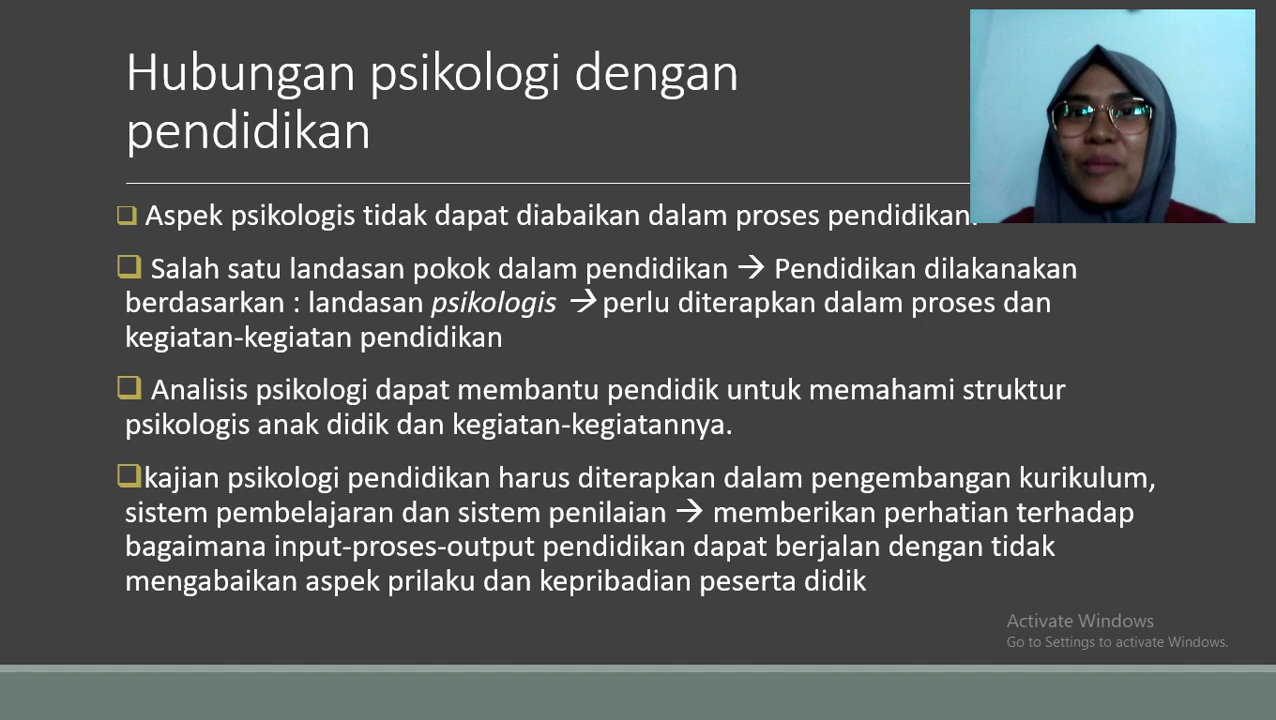 Hubungan psikologi dengan
pendidikan
Aspek psikologis tidak dapat diabaikan dalam proses pendidikan.
Salah satu landasan pokok dalam pendidikan → Pendidikan dilakanakan
berdasarkan : landasan psikologis → perlu diterapkan dalam proses dan
kegiatan-kegiatan pendidikan
Analisis psikologi dapat membantu pendidik untuk memahami struktur
psikologis anak didik dan kegiatan-kegiatannya.
kajian psikologi pendidikan harus diterapkan dalam pengembangan kurikulum,
sistem pembelajaran dan sistem penilaian → memberikan perhatian terhadap
bagaimana input-proses-output pendidikan dapat berjalan dengan tidak
mengabaikan aspek prilaku dan kepribadian peserta didik
Activate Windows
Go to Settings to activate Windows.